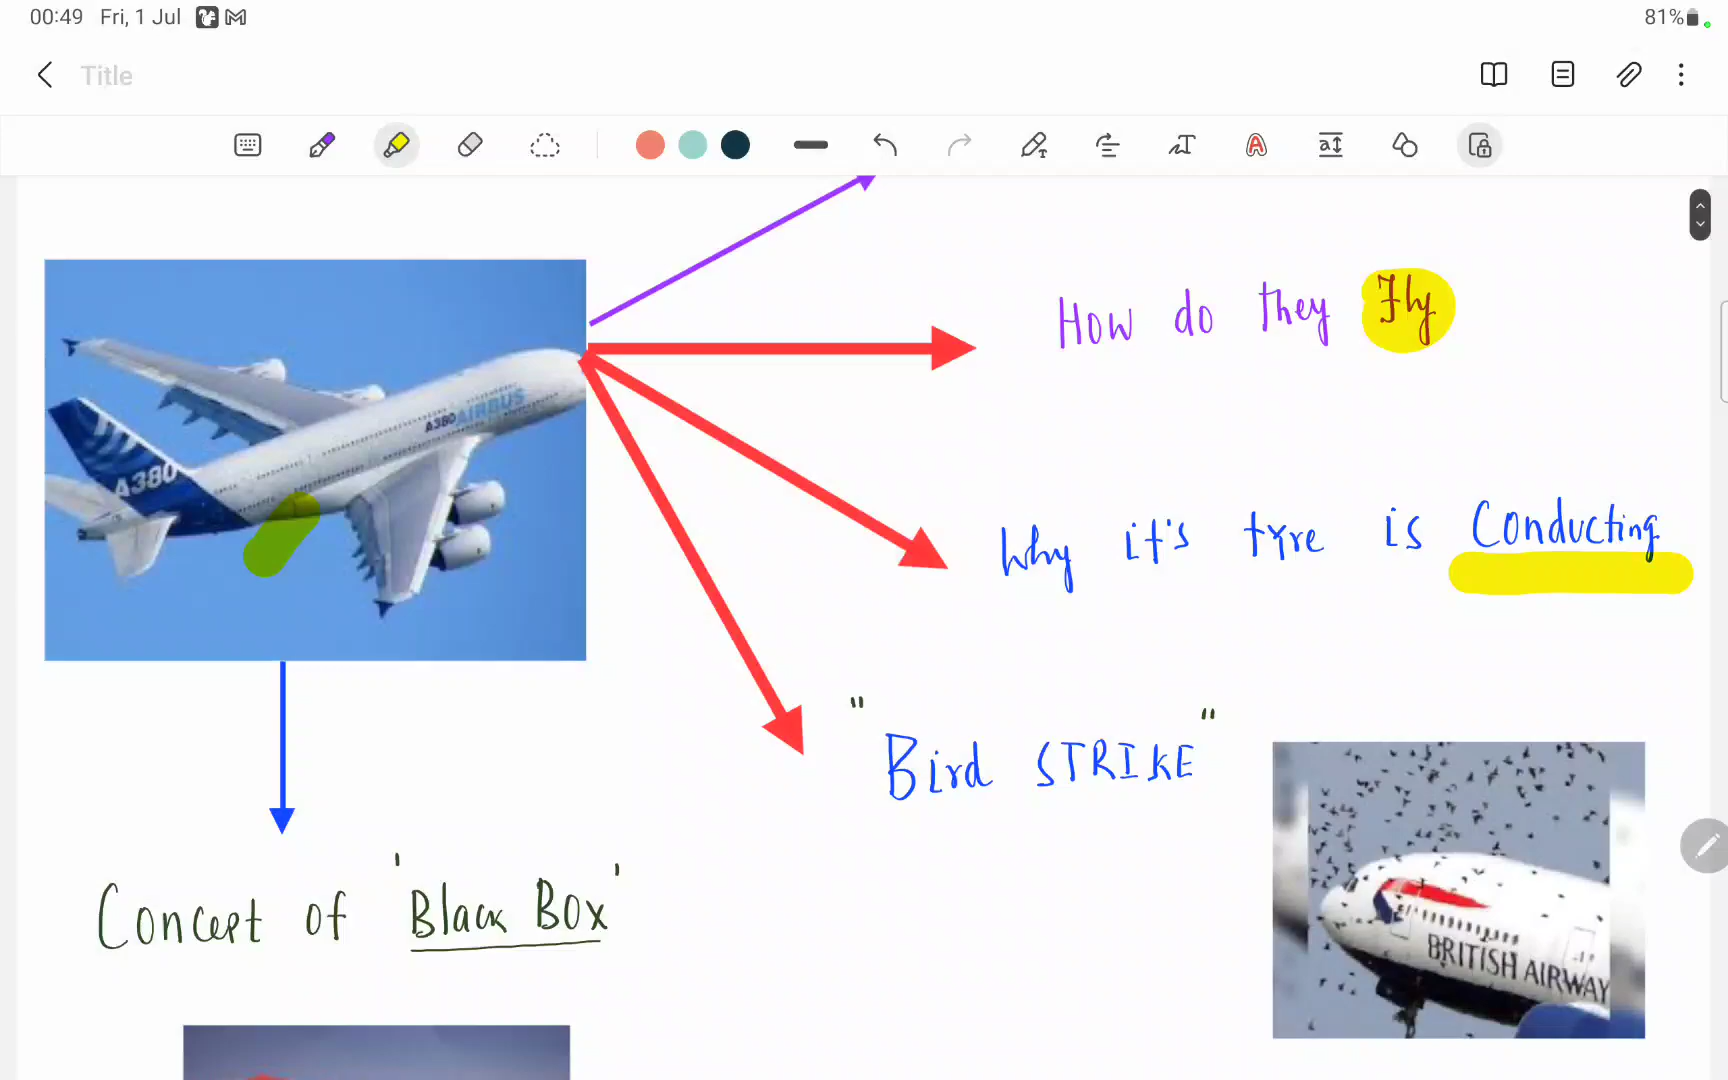 00:49 Fri, 1 Jul
81%
Title
How do they Fly
A380 AIRBUS
A380
Why it's tyre is Conducting
"Bird STRIKE"
Concept of 'Black Box'
BRITISH AIRWAY